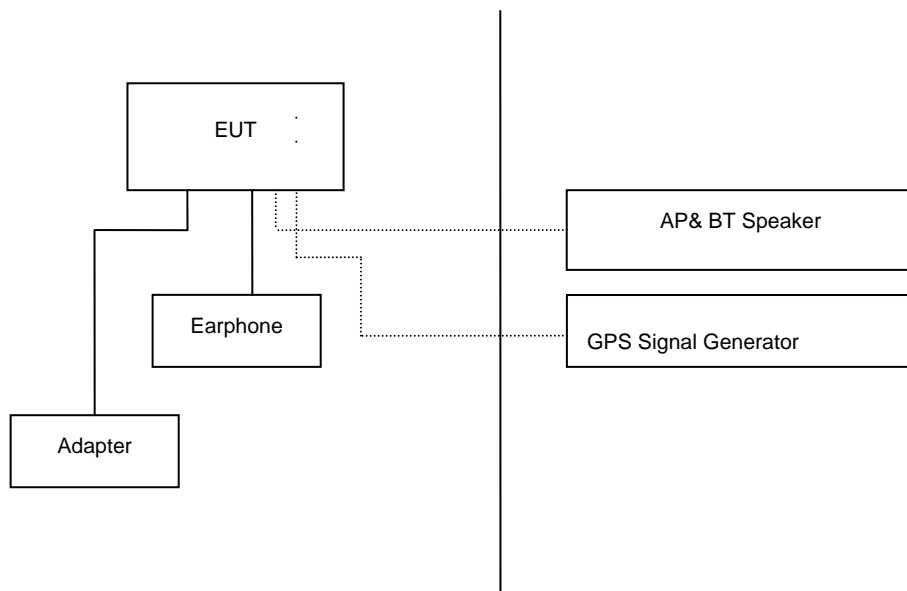 EUT
AP& BT Speaker
Earphone
GPS Signal Generator
Adapter